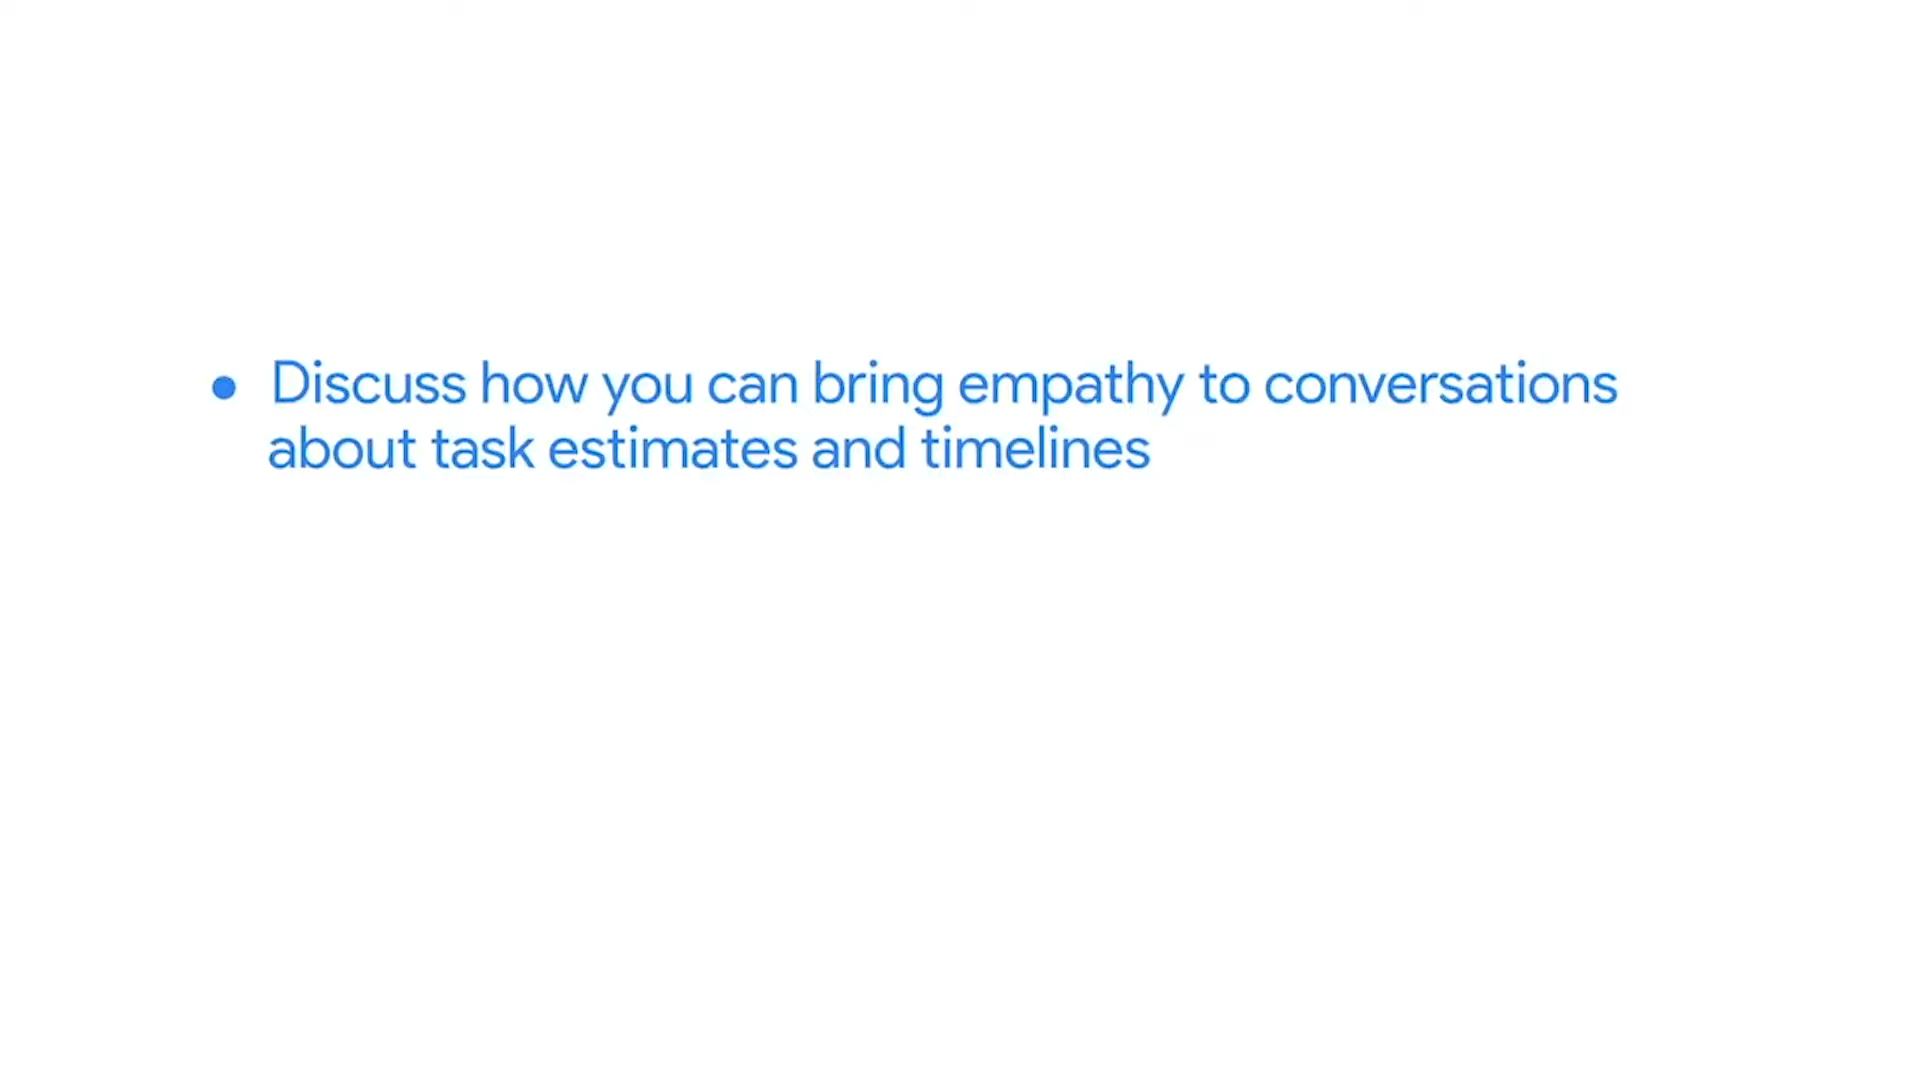 • Discuss how you can bring empathy to conversations
about task estimates and timelines